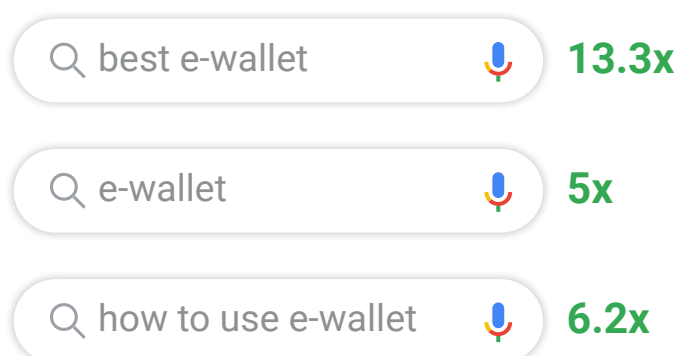 best e-wallet 13.3x
e-wallet 5x
how to use e-wallet 6.2x